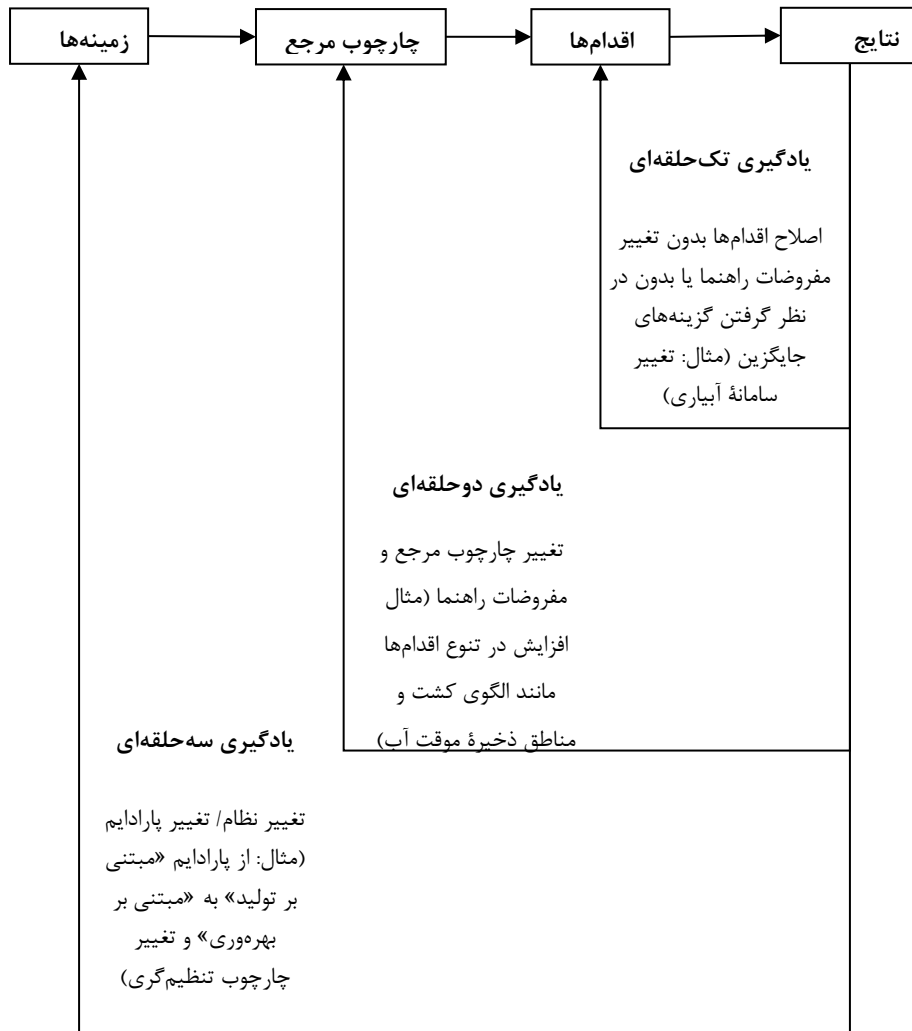 نتایج
اقدام‌ها
چارچوب مرجع
زمینه‌ها
یادگیری تک‌حلقه‌ای
اصلاح اقدام‌ها بدون تغییر
مفروضات راهنما یا بدون در
نظر گرفتن گزینه‌های
جایگزین (مثال: تغییر
سامانهٔ آبیاری)
یادگیری دوحلقه‌ای
تغییر چارچوب مرجع و
مفروضات راهنما (مثال
افزایش در تنوع اقدام‌ها
مانند الگوی کشت و
مناطق ذخیرهٔ موقت آب)
یادگیری سه‌حلقه‌ای
تغییر نظام/ تغییر پارادایم
(مثال: از پارادایم «مبتنی
بر تولید» به «مبتنی بر
بهره‌وری» و تغییر
چارچوب تنظیم‌گری)